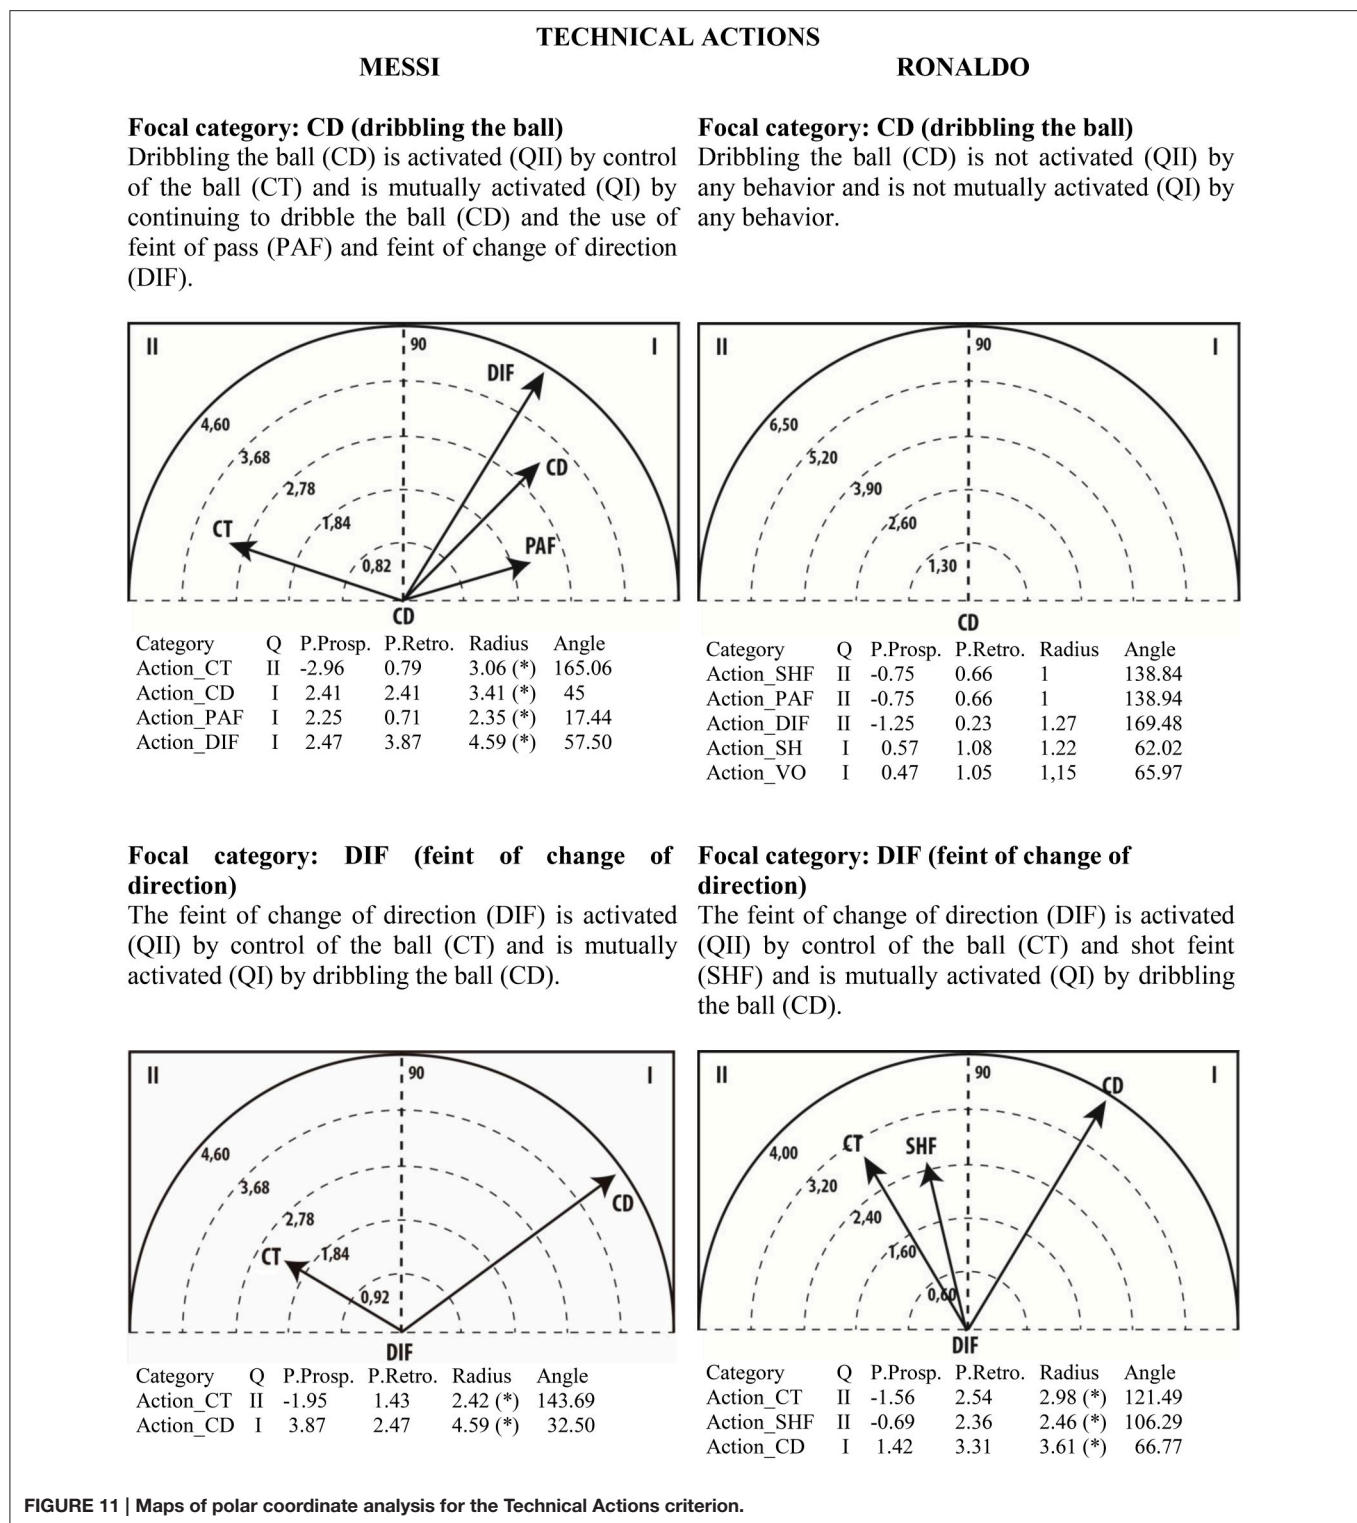 TECHNICAL ACTIONS
MESSI
RONALDO
Focal category: CD (dribbling the ball)
Dribbling the ball (CD) is activated (QII) by control
of the ball (CT) and is mutually activated (QI) by
continuing to dribble the ball (CD) and the use of
feint of pass (PAF) and feint of change of direction
(DIF).
Focal category: CD (dribbling the ball)
Dribbling the ball (CD) is not activated (QII) by
any behavior and is not mutually activated (QI) by
any behavior.
II
90
I
DIF
4,60
3,68
CD
2,78
1,84
CT
PAF
0,82
CD
Category Q P.Prosp. P.Retro. Radius Angle
Action_CT II -2.96 0.79 3.06 (*) 165.06
Action_CD I 2.41 2.41 3.41 (*) 45
Action_PAF I 2.25 0.71 2.35 (*) 17.44
Action_DIF I 2.47 3.87 4.59 (*) 57.50
II
90
I
6,50
5,20
3,90
2,60
1,30
CD
Category Q P.Prosp. P.Retro. Radius Angle
Action_SHF II -0.75 0.66 1 138.84
Action_PAF II -0.75 0.66 1 138.94
Action_DIF II -1.25 0.23 1.27 169.48
Action_SH I 0.57 1.08 1.22 62.02
Action_VO I 0.47 1.05 1,15 65.97
Focal category: DIF (feint of change of
direction)
The feint of change of direction (DIF) is activated
(QII) by control of the ball (CT) and is mutually
activated (QI) by dribbling the ball (CD).
Focal category: DIF (feint of change of
direction)
The feint of change of direction (DIF) is activated
(QII) by control of the ball (CT) and shot feint
(SHF) and is mutually activated (QI) by dribbling
the ball (CD).
II
90
I
4,60
3,68
CD
2,78
CT
1,84
0,92
DIF
Category Q P.Prosp. P.Retro. Radius Angle
Action_CT II -1.95 1.43 2.42 (*) 143.69
Action_CD I 3.87 2.47 4.59 (*) 32.50
II
90
I
CD
4,00
CT
SHF
3,20
2,40
1,60
0,60
DIF
Category Q P.Prosp. P.Retro. Radius Angle
Action_CT II -1.56 2.54 2.98 (*) 121.49
Action_SHF II -0.69 2.36 2.46 (*) 106.29
Action_CD I 1.42 3.31 3.61 (*) 66.77
FIGURE 11 | Maps of polar coordinate analysis for the Technical Actions criterion.